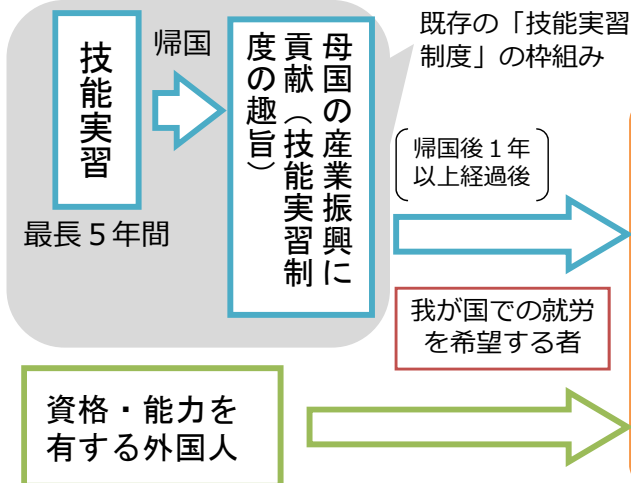 技能実習
帰国
母国の産業振興に
貢献（技能実習制
度の趣旨）
最長５年間
既存の「技能実習
制度」の枠組み
帰国後１年
以上経過後
我が国での就労
を希望する者
資格・能力を
有する外国人